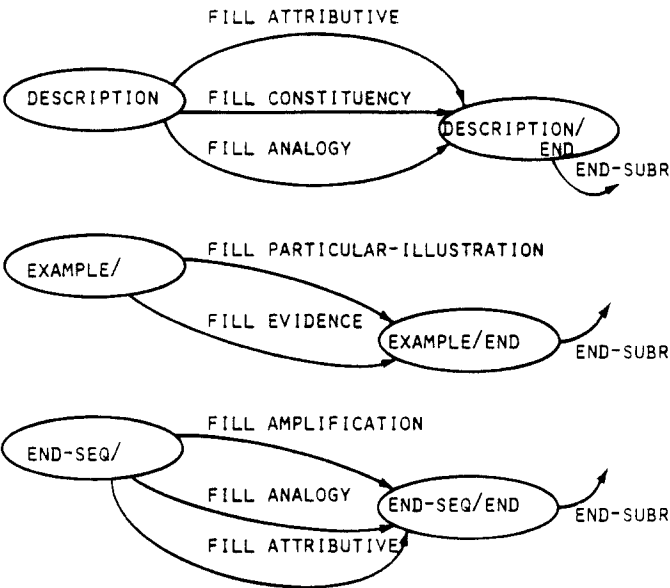 FILL ATTRIBUTIVE
DESCRIPTION
FILL CONSTITUENCY
DESCRIPTION/
END
FILL ANALOGY
END-SUBR
FILL PARTICULAR-ILLUSTRATION
EXAMPLE/
FILL EVIDENCE
EXAMPLE/END
END-SUBR
FILL AMPLIFICATION
END-SEQ/
FILL ANALOGY
END-SEQ/END
END-SUBR
FILL ATTRIBUTIVE